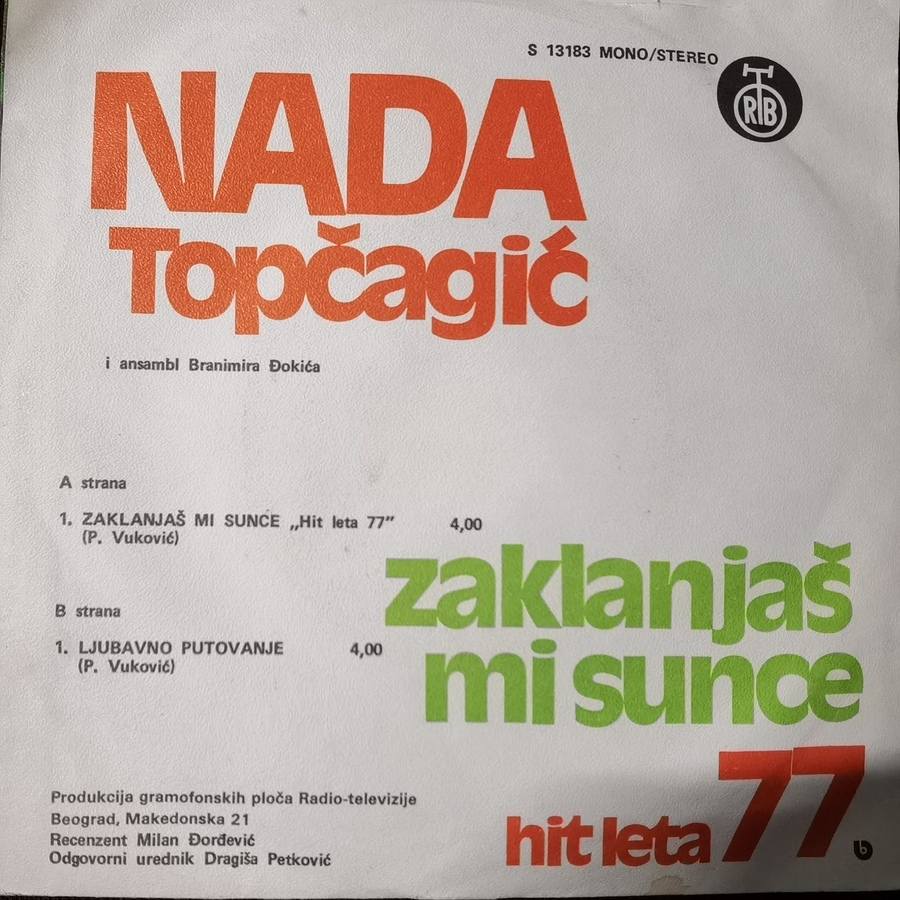 S 13183 MONO/STEREO
RTB
NADA
Topčagić
i ansambl Branimira Đokića
A strana
1. ZAKLANJAŠ MI SUNCE „Hit leta 77” 4,00
(P. Vuković)
B strana
1. LJUBAVNO PUTOVANJE 4,00
(P. Vuković)
zaklanjaš
mi sunce
hit leta 77
b
Produkcija gramofonskih ploča Radio-televizije
Beograd, Makedonska 21
Recenzent Milan Đorđević
Odgovorni urednik Dragiša Petković